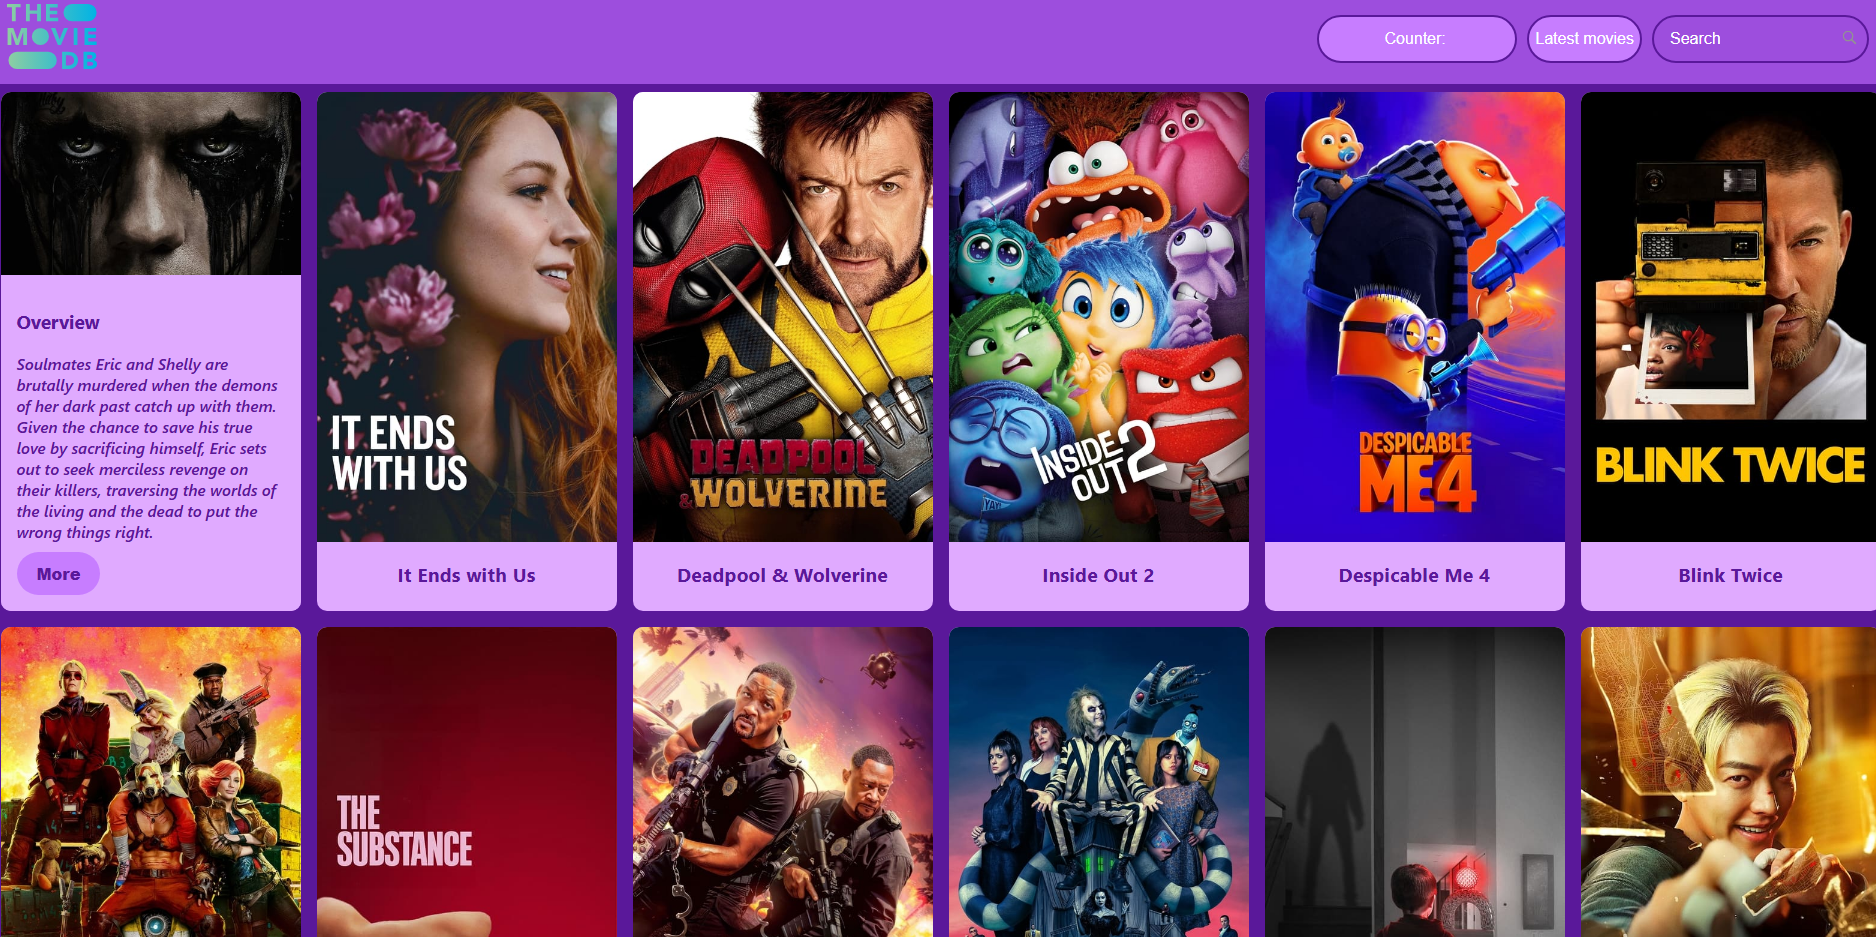 THE
MOVIE
DB
Counter:
Latest movies
Search
Overview
Soulmates Eric and Shelly are
brutally murdered when the demons
of her dark past catch up with them.
Given the chance to save his true
love by sacrificing himself, Eric sets
out to seek merciless revenge on
their killers, traversing the worlds of
the living and the dead to put the
wrong things right.
More
IT ENDS
WITH US
It Ends with Us
DEADPOOL
& WOLVERINE
Deadpool & Wolverine
INSIDE
OUT 2
YAY!
Inside Out 2
DESPICABLE
ME 4
Despicable Me 4
BLINK TWICE
Blink Twice
B3
THE
SUBSTANCE